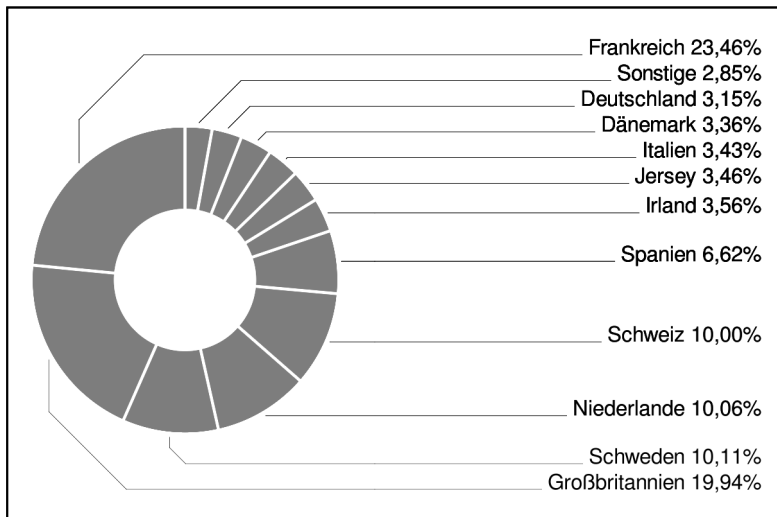 Frankreich 23,46%
Sonstige 2,85%
Deutschland 3,15%
Dänemark 3,36%
Italien 3,43%
Jersey 3,46%
Irland 3,56%
Spanien 6,62%
Schweiz 10,00%
Niederlande 10,06%
Schweden 10,11%
Großbritannien 19,94%